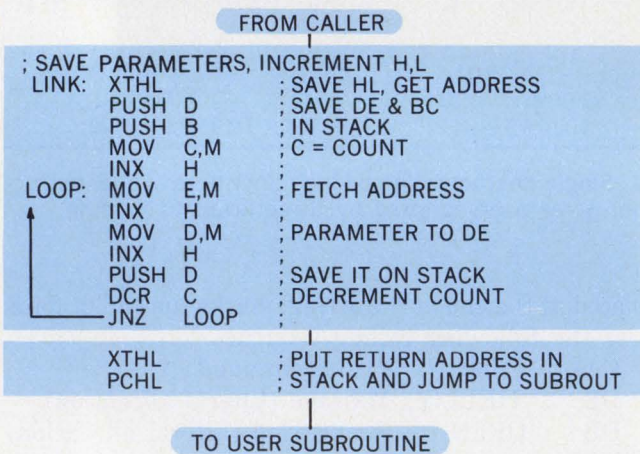 FROM CALLER
; SAVE PARAMETERS, INCREMENT H,L
LINK: XTHL ; SAVE HL, GET ADDRESS
PUSH D ; SAVE DE & BC
PUSH B ; IN STACK
MOV C,M ; C = COUNT
INX H ;
LOOP: MOV E,M ; FETCH ADDRESS
INX H ;
MOV D,M ; PARAMETER TO DE
INX H ;
PUSH D ; SAVE IT ON STACK
DCR C ; DECREMENT COUNT
JNZ LOOP ;
XTHL ; PUT RETURN ADDRESS IN
PCHL ; STACK AND JUMP TO SUBROUT
TO USER SUBROUTINE